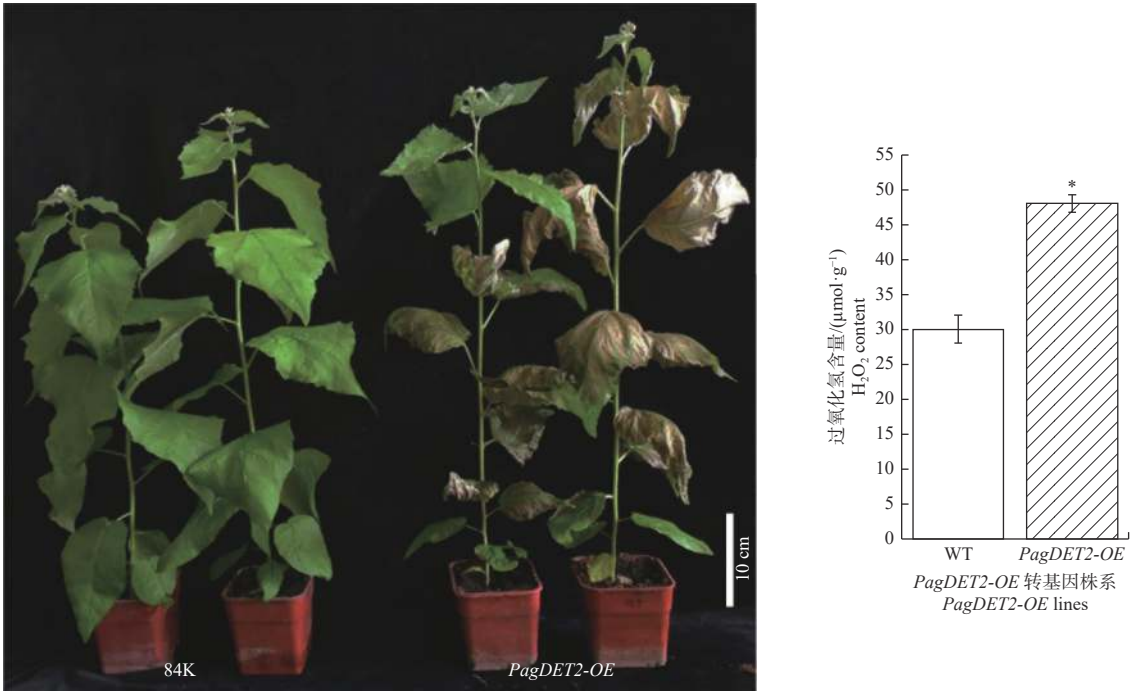 84K
PagDET2-OE
10 cm
过氧化氢含量/(μmol·g⁻¹)
H₂O₂ content
55
50
45
40
35
30
25
20
15
10
5
0
*
WT
PagDET2-OE
PagDET2-OE 转基因株系
PagDET2-OE lines